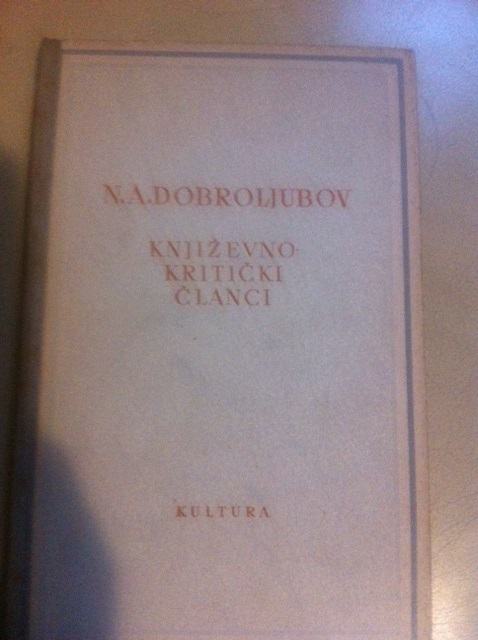 N. A. DOBROLJUBOV
KNJIŽEVNO-
KRITIČKI
ČLANCI
KULTURA